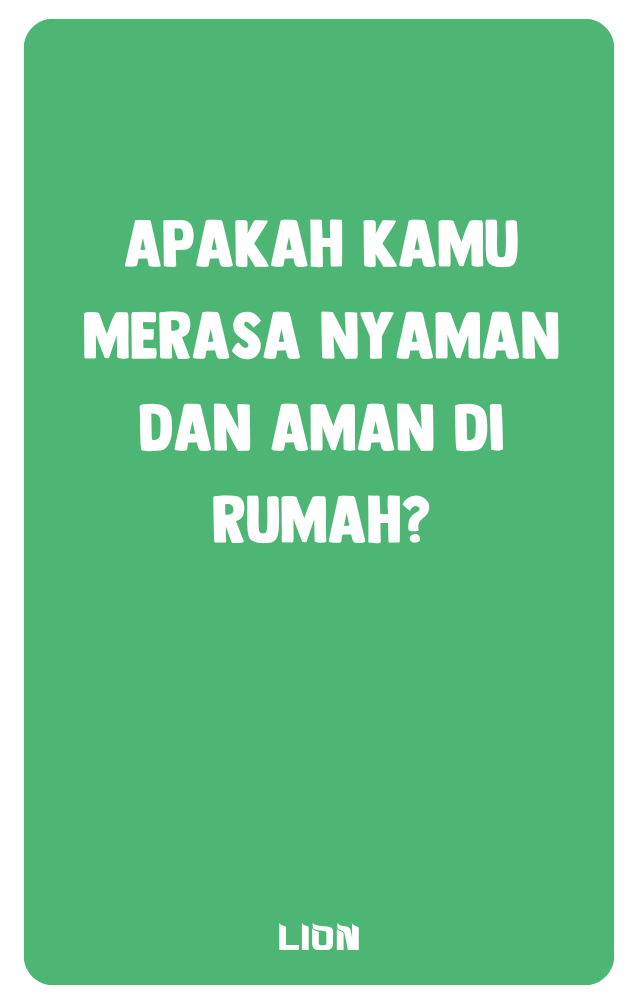 APAKAH KAMU
MERASA NYAMAN
DAN AMAN DI
RUMAH?
LION